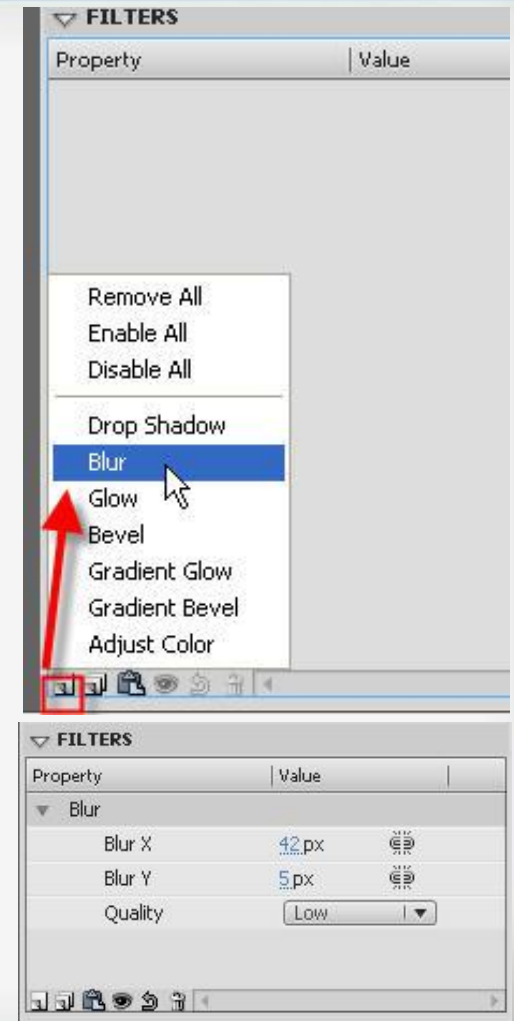 FILTERS
Property Value
Remove All
Enable All
Disable All
Drop Shadow
Blur
Glow
Bevel
Gradient Glow
Gradient Bevel
Adjust Color
FILTERS
Property Value
Blur
Blur X 42 px
Blur Y 5 px
Quality Low